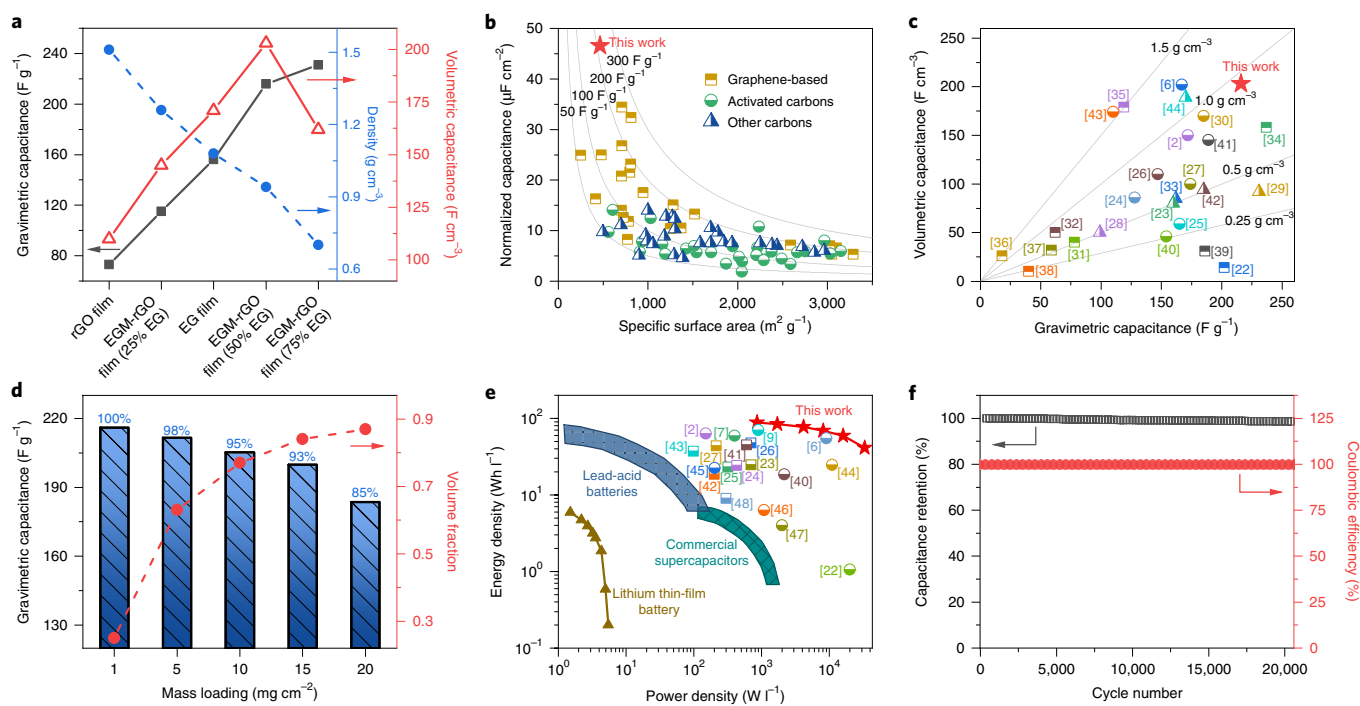 a
Gravimetric capacitance (F g⁻¹)
240
200
160
120
80
1.5
1.2
0.9
0.6
Density (g cm⁻³)
200
175
150
125
100
Volumetric capacitance (F cm⁻³)
rGO film
EGM-rGO
film (25% EG)
EG film
EGM-rGO
film (50% EG)
EGM-rGO
film (75% EG)
b
Normalized capacitance (µF cm⁻²)
50
40
30
20
10
0
This work
300 F g⁻¹
200 F g⁻¹
100 F g⁻¹
50 F g⁻¹
Graphene-based
Activated carbons
Other carbons
0
1,000
2,000
3,000
Specific surface area (m² g⁻¹)
c
Volumetric capacitance (F cm⁻³)
250
200
150
100
50
0
1.5 g cm⁻³
This work
[6]
[35]
[44]
1.0 g cm⁻³
[43]
[30]
[2]
[41]
[34]
0.5 g cm⁻³
[26]
[27]
[33]
[24]
[42]
[29]
[23]
0.25 g cm⁻³
[32]
[28]
[25]
[36]
[37]
[31]
[40]
[39]
[38]
[22]
0
50
100
150
200
250
Gravimetric capacitance (F g⁻¹)
d
Gravimetric capacitance (F g⁻¹)
220
190
160
130
100%
98%
95%
93%
85%
0.9
0.7
0.5
0.3
Volume fraction
1
5
10
15
20
Mass loading (mg cm⁻²)
e
Energy density (Wh l⁻¹)
10²
10¹
10⁰
10⁻¹
This work
[2]
[7]
[9]
[6]
[43]
[27]
[41]
[26]
[45]
[23]
[44]
[42]
[25]
[24]
[40]
[48]
[46]
[47]
[22]
Lead-acid
batteries
Commercial
supercapacitors
Lithium thin-film
battery
10⁰
10¹
10²
10³
10⁴
Power density (W l⁻¹)
f
Capacitance retention (%)
120
100
80
60
40
20
0
125
100
75
50
25
0
Coulombic efficiency (%)
0
5,000
10,000
15,000
20,000
Cycle number